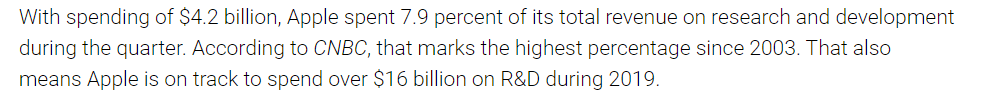 With spending of $4.2 billion, Apple spent 7.9 percent of its total revenue on research and development
during the quarter. According to CNBC, that marks the highest percentage since 2003. That also
means Apple is on track to spend over $16 billion on R&D during 2019.